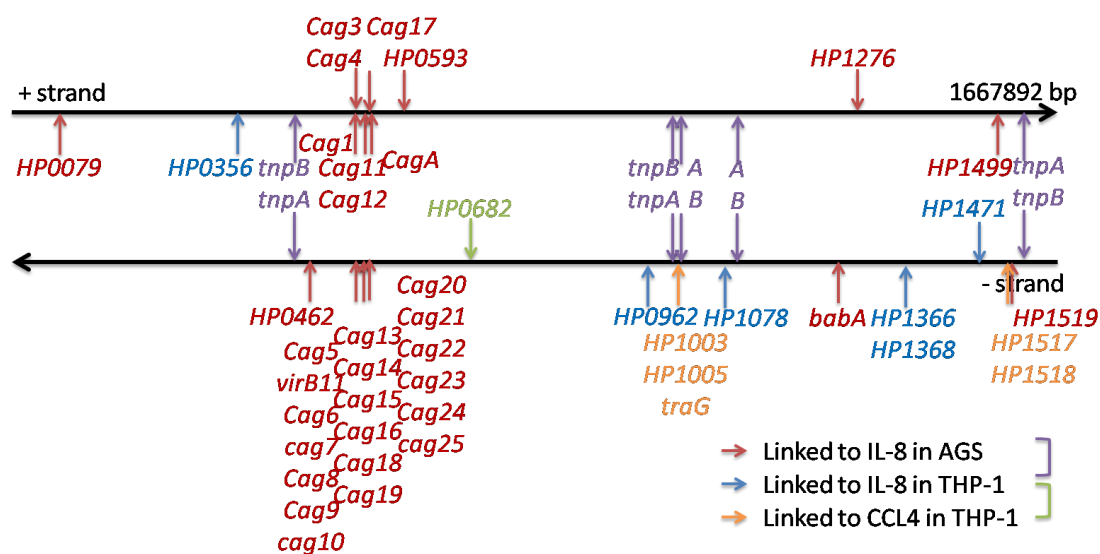 Cag3 Cag17
Cag4 HP0593 HP1276
+ strand 1667892 bp
Cag1
HP0079 HP0356 tnpB Cag11 CagA tnpB A A HP1499 tnpA
tnpA Cag12 HP0682 tnpA B B HP1471 tnpB
- strand
Cag20
HP0462 Cag21 HP0962 HP1078 babA HP1366 HP1519
Cag5 Cag13 Cag22 HP1003 HP1368 HP1517
virB11 Cag14 Cag23 HP1005 HP1518
Cag6 Cag15 Cag24 traG
cag7 Cag16 cag25
Cag8 Cag18
Cag9 Cag19
cag10
Linked to IL-8 in AGS
Linked to IL-8 in THP-1
Linked to CCL4 in THP-1